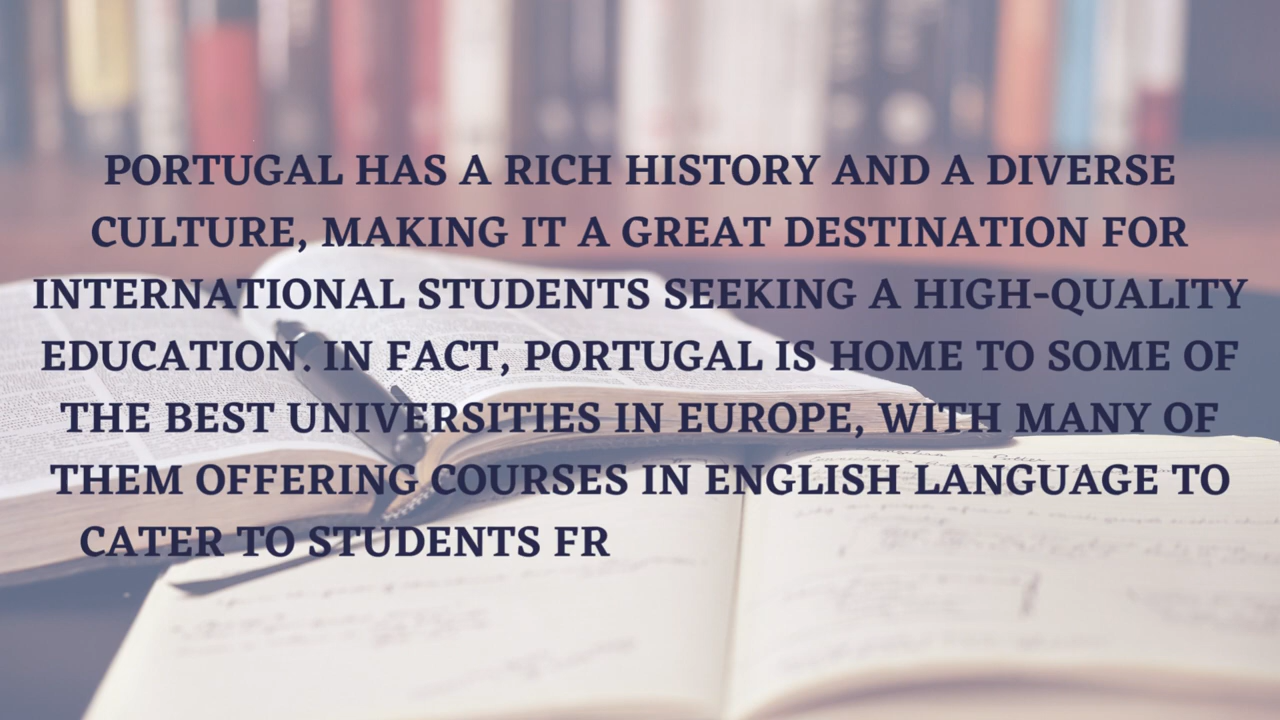 PORTUGAL HAS A RICH HISTORY AND A DIVERSE
CULTURE, MAKING IT A GREAT DESTINATION FOR
INTERNATIONAL STUDENTS SEEKING A HIGH-QUALITY
EDUCATION. IN FACT, PORTUGAL IS HOME TO SOME OF
THE BEST UNIVERSITIES IN EUROPE, WITH MANY OF
THEM OFFERING COURSES IN ENGLISH LANGUAGE TO
CATER TO STUDENTS FR